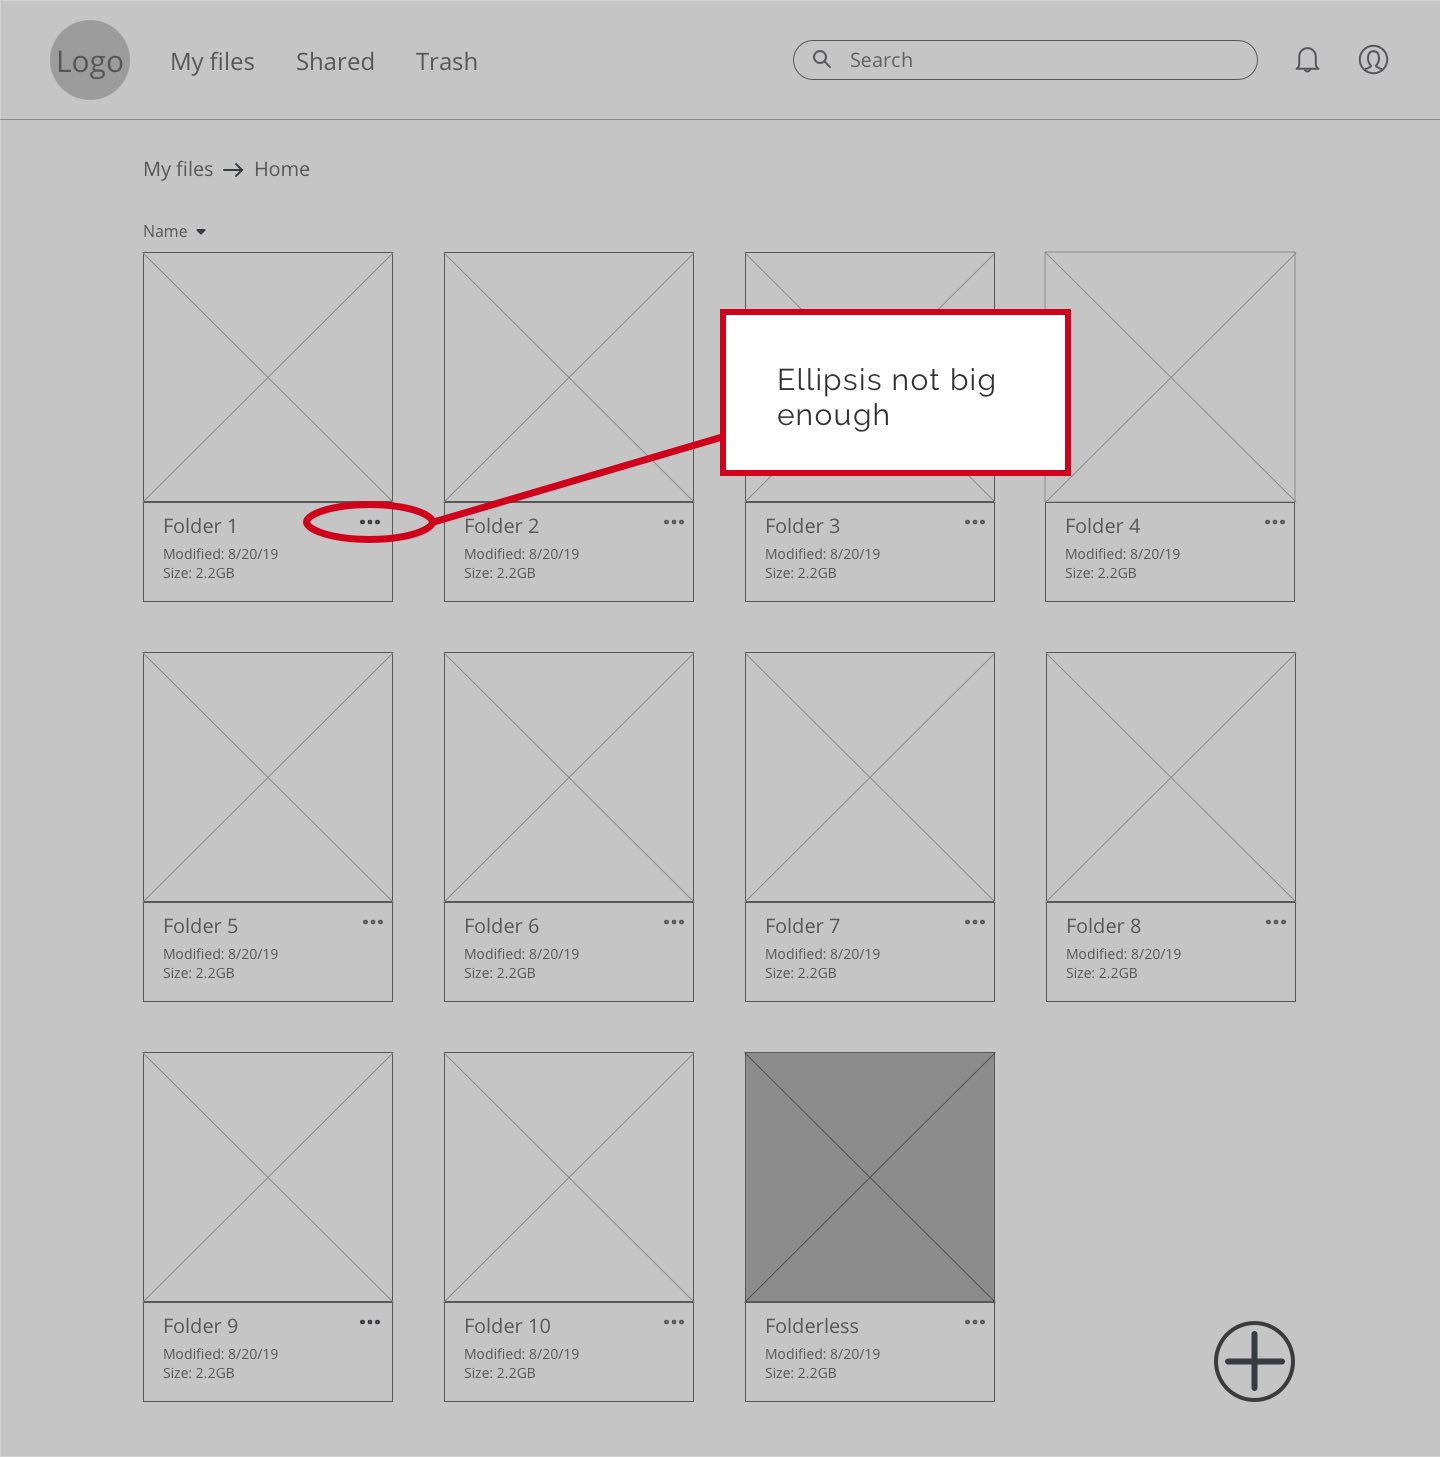 Logo
My files
Shared
Trash
Search
My files → Home
Name
Ellipsis not big
enough
Folder 1
Modified: 8/20/19
Size: 2.2GB
Folder 2
Modified: 8/20/19
Size: 2.2GB
Folder 3
Modified: 8/20/19
Size: 2.2GB
Folder 4
Modified: 8/20/19
Size: 2.2GB
Folder 5
Modified: 8/20/19
Size: 2.2GB
Folder 6
Modified: 8/20/19
Size: 2.2GB
Folder 7
Modified: 8/20/19
Size: 2.2GB
Folder 8
Modified: 8/20/19
Size: 2.2GB
Folder 9
Modified: 8/20/19
Size: 2.2GB
Folder 10
Modified: 8/20/19
Size: 2.2GB
Folderless
Modified: 8/20/19
Size: 2.2GB